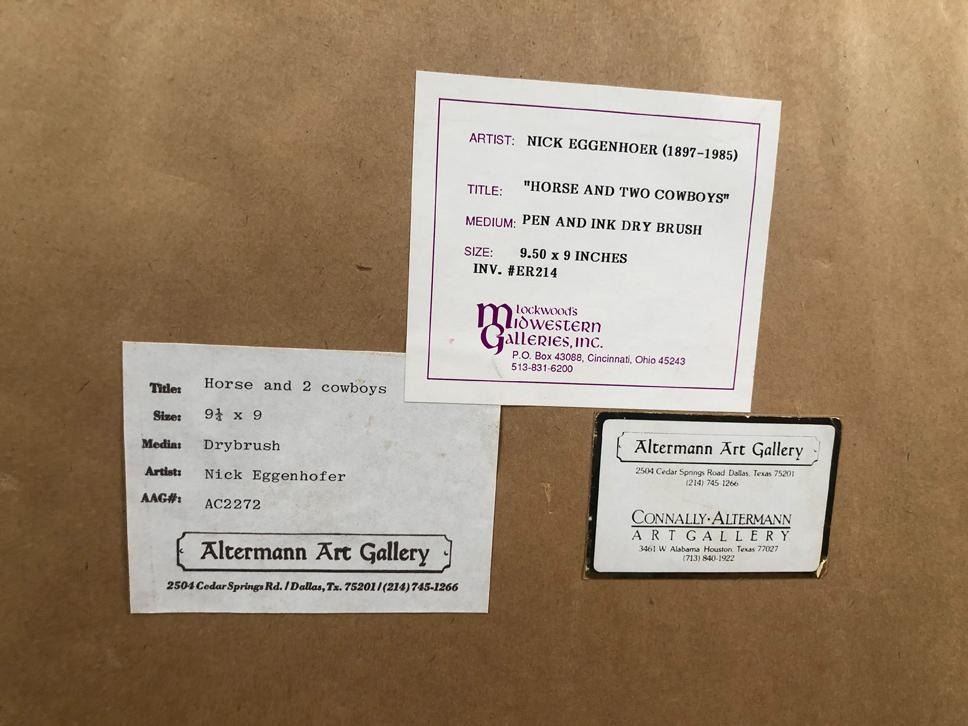 ARTIST: NICK EGGENHOER (1897-1985)
TITLE: "HORSE AND TWO COWBOYS"
MEDIUM: PEN AND INK DRY BRUSH
SIZE: 9.50 x 9 INCHES
INV. #ER214
Lockwood's
Midwestern
Galleries, Inc.
P.O. Box 43088, Cincinnati, Ohio 45243
513-831-6200
Title: Horse and 2 cowboys
Size: 9½ x 9
Media: Drybrush
Artist: Nick Eggenhofer
AAG#: AC2272
Altermann Art Gallery
2504 Cedar Springs Rd. / Dallas, Tx. 75201 / (214) 745-1266
Altermann Art Gallery
2504 Cedar Springs Road Dallas, Texas 75201
(214) 745-1266
CONNALLY·ALTERMANN
ART GALLERY
3461 W. Alabama Houston, Texas 77027
(713) 840-1922